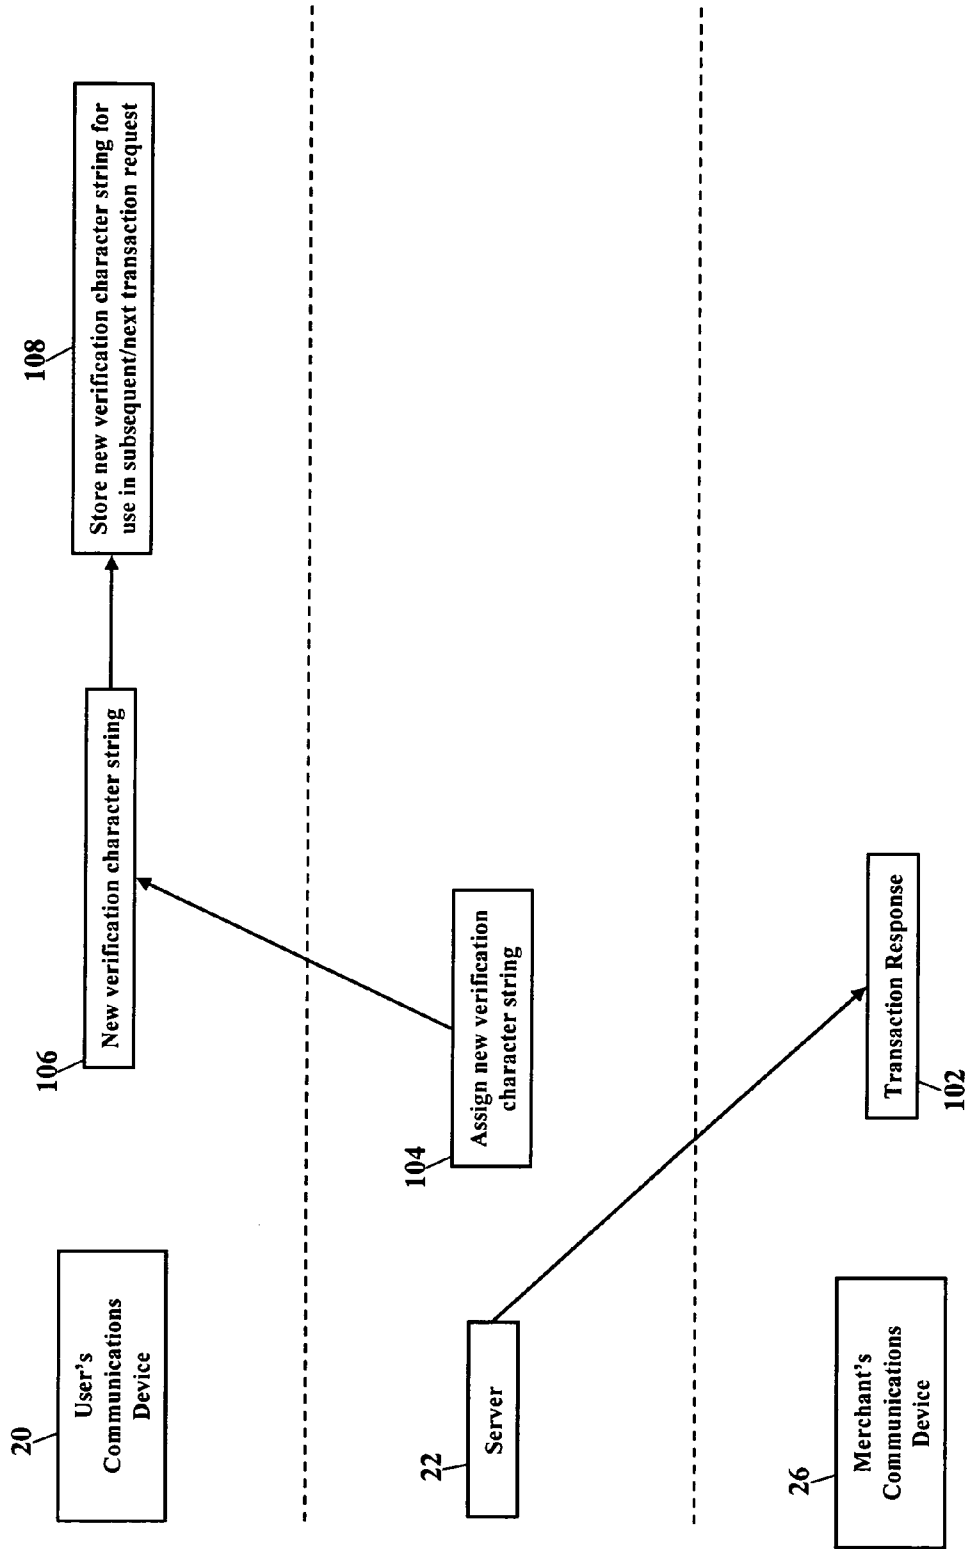 20
User's
Communications
Device
106
New verification character string
108
Store new verification character string for
use in subsequent/next transaction request
22
Server
104
Assign new verification
character string
26
Merchant's
Communications
Device
Transaction Response
102